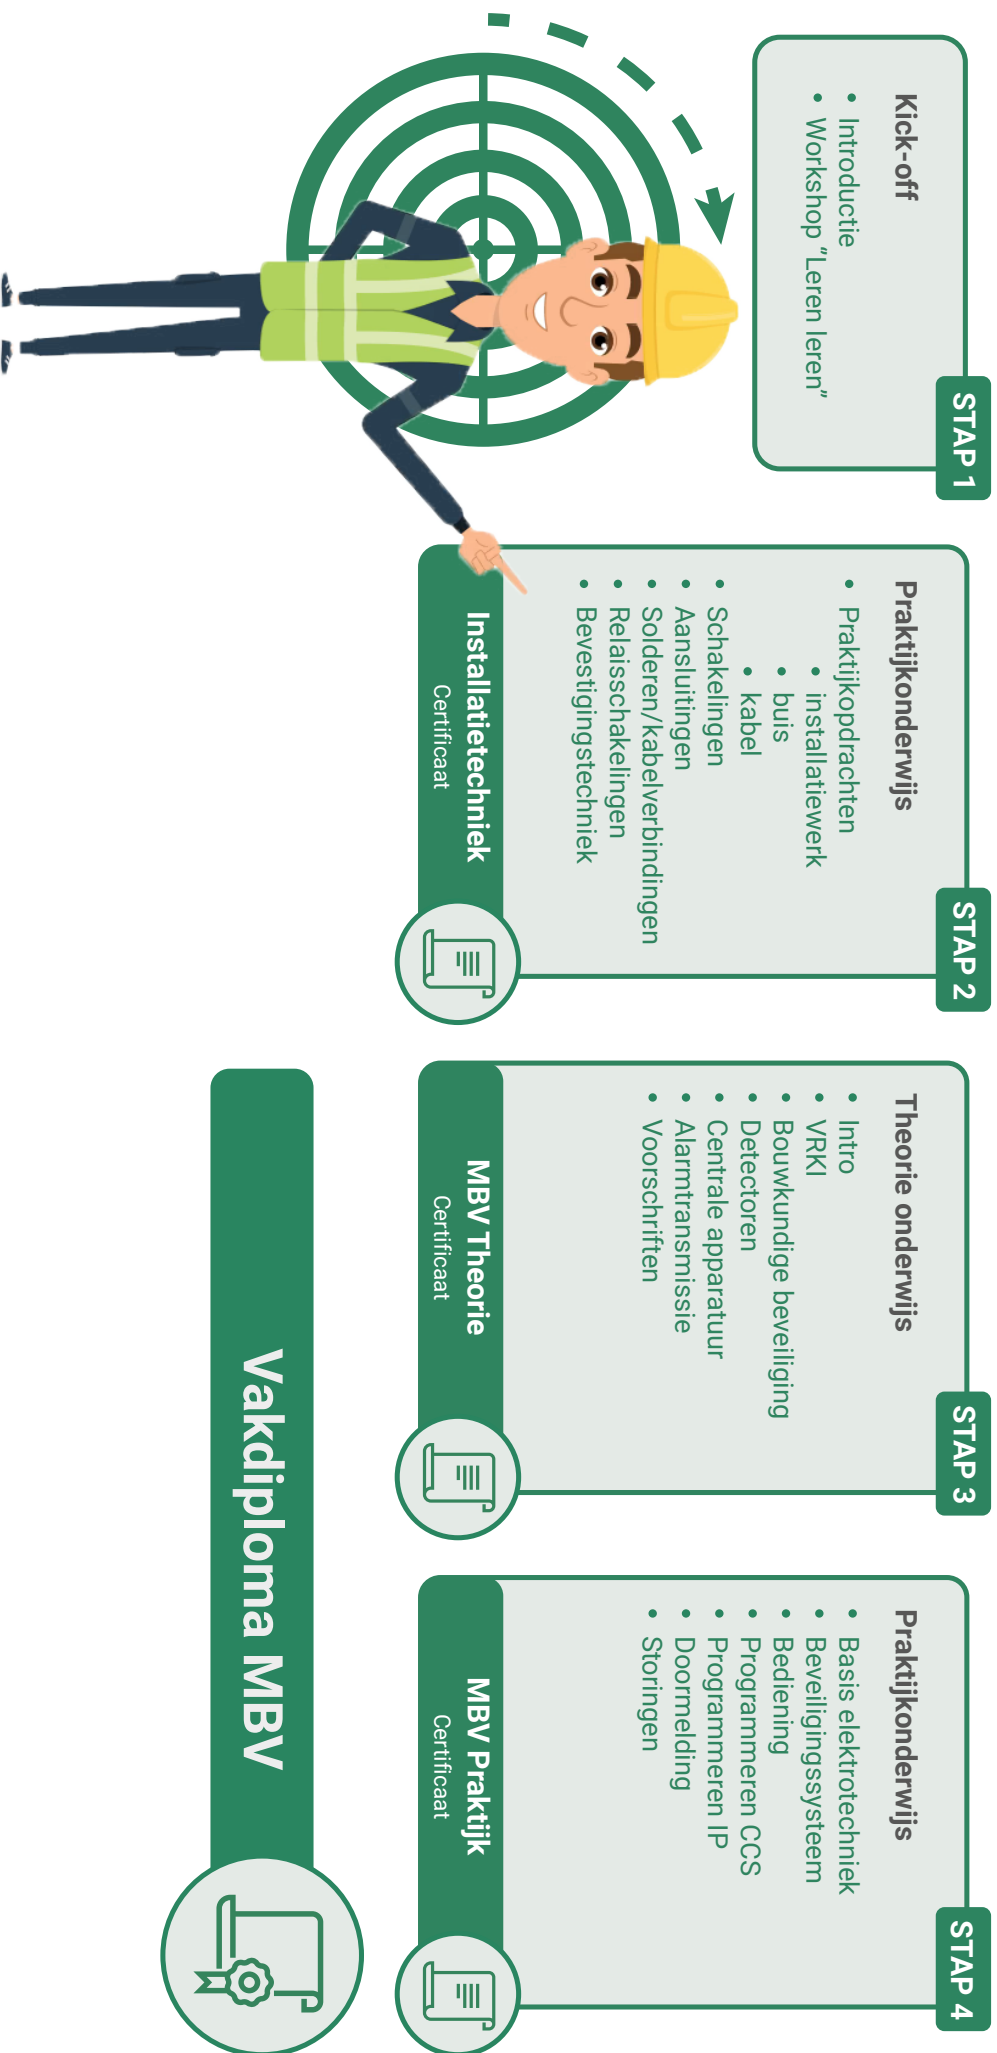 STAP 1
Kick-off
• Introductie
• Workshop "Leren leren"
STAP 2
Praktijkonderwijs
• Praktijkopdrachten
• installatiewerk
• buis
• kabel
• Schakelingen
• Aansluitingen
• Solderen/kabelverbindingen
• Relaisschakelingen
• Bevestigingstechniek
Installatietechniek
Certificaat
STAP 3
Theorie onderwijs
• Intro
• VRKI
• Bouwkundige beveiliging
• Detectoren
• Centrale apparatuur
• Alarmtransmissie
• Voorschriften
MBV Theorie
Certificaat
STAP 4
Praktijkonderwijs
• Basis elektrotechniek
• Beveiligingssysteem
• Bediening
• Programmeren CCS
• Programmeren IP
• Doormelding
• Storingen
MBV Praktijk
Certificaat
Vakdiploma MBV